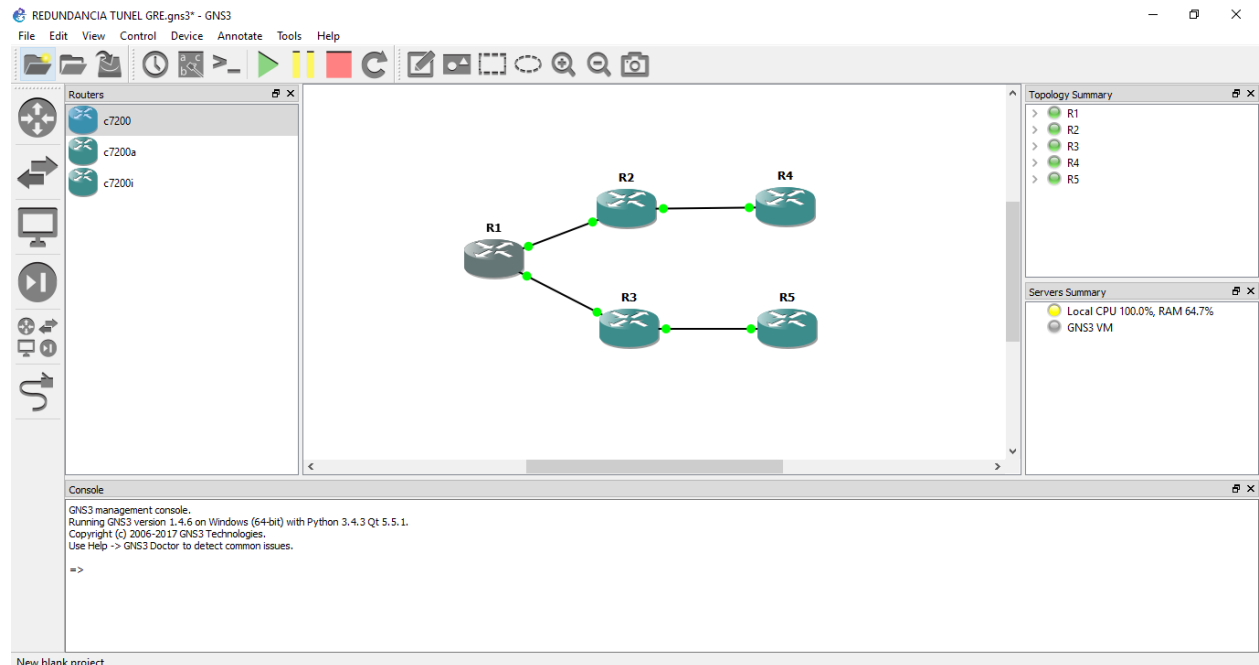 REDUNDANCIA TUNEL GRE.gns3* - GNS3
File Edit View Control Device Annotate Tools Help
Routers
c7200
c7200a
c7200i
R1
R2
R4
R3
R5
Topology Summary
R1
R2
R3
R4
R5
Servers Summary
Local CPU 100.0%, RAM 64.7%
GNS3 VM
Console
GNS3 management console.
Running GNS3 version 1.4.6 on Windows (64-bit) with Python 3.4.3 Qt 5.5.1.
Copyright (c) 2006-2017 GNS3 Technologies.
Use Help -> GNS3 Doctor to detect common issues.
=>
New blank project